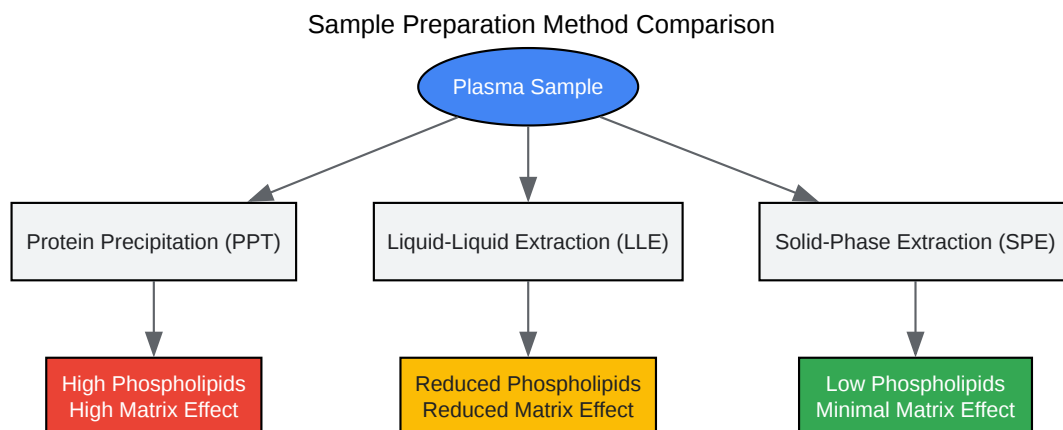 Sample Preparation Method Comparison
Plasma Sample
Protein Precipitation (PPT)
Liquid-Liquid Extraction (LLE)
Solid-Phase Extraction (SPE)
High Phospholipids
High Matrix Effect
Reduced Phospholipids
Reduced Matrix Effect
Low Phospholipids
Minimal Matrix Effect